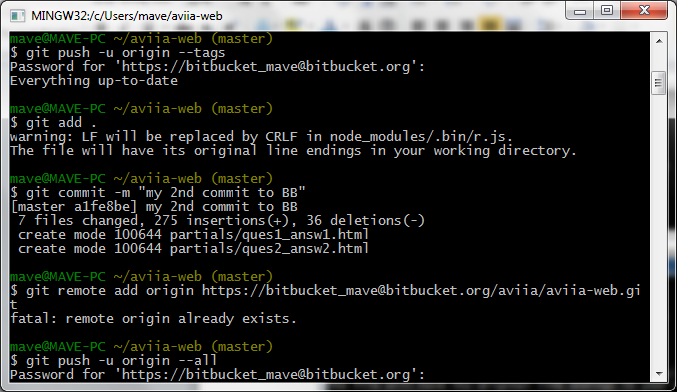 MINGW32:/c/Users/mave/aviia-web
mave@MAVE-PC ~/aviia-web (master)
$ git push -u origin --tags
Password for 'https://bitbucket_mave@bitbucket.org':
Everything up-to-date
mave@MAVE-PC ~/aviia-web (master)
$ git add .
warning: LF will be replaced by CRLF in node_modules/.bin/r.js.
The file will have its original line endings in your working directory.
mave@MAVE-PC ~/aviia-web (master)
$ git commit -m "my 2nd commit to BB"
[master a1fe8be] my 2nd commit to BB
 7 files changed, 275 insertions(+), 36 deletions(-)
 create mode 100644 partials/ques1_answ1.html
 create mode 100644 partials/ques2_answ2.html
mave@MAVE-PC ~/aviia-web (master)
$ git remote add origin https://bitbucket_mave@bitbucket.org/aviia/aviia-web.gi
t
fatal: remote origin already exists.
mave@MAVE-PC ~/aviia-web (master)
$ git push -u origin --all
Password for 'https://bitbucket_mave@bitbucket.org':